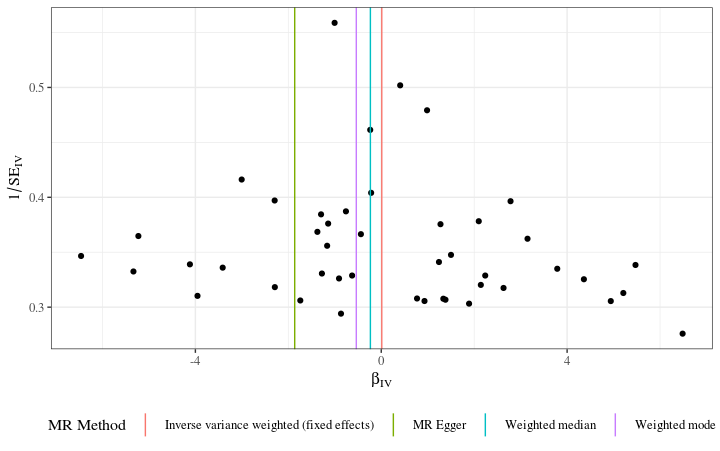 0.5
0.4
0.3
1/SE_IV
-4 0 4
β_IV
MR Method Inverse variance weighted (fixed effects) MR Egger Weighted median Weighted mode